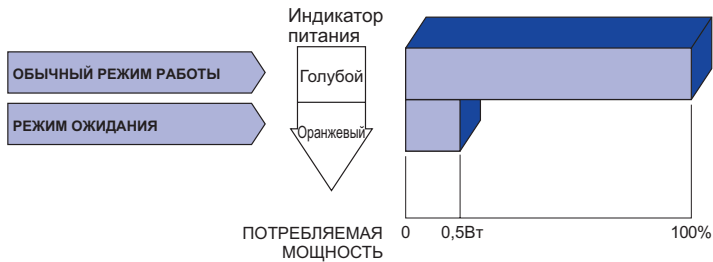 Индикатор
питания
ОБЫЧНЫЙ РЕЖИМ РАБОТЫ
Голубой
РЕЖИМ ОЖИДАНИЯ
Оранжевый
ПОТРЕБЛЯЕМАЯ
МОЩНОСТЬ
0
0,5Вт
100%